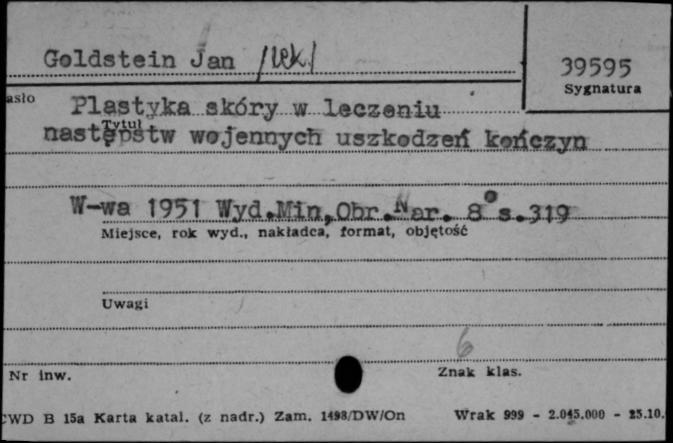 Goldstein Jan /lek/
39595
Sygnatura
asło
Plastyka skóry w leczeniu
Tytuł
następstw wojennych uszkodzeń kończyn
W-wa 1951 Wyd.Min.Obr.Nar. 8° s.319
Miejsce, rok wyd., nakładca, format, objętość
Uwagi
6
Nr inw.
Znak klas.
CWD B 15a Karta katal. (z nadr.) Zam. 1498/DW/On Wrak 999 - 2.045.000 - 25.10.